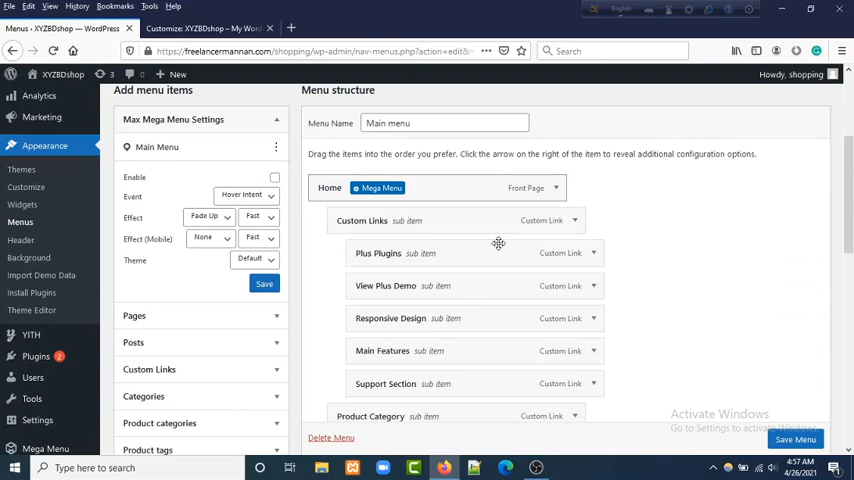 File Edit View History Bookmarks Tools Help
English
Menus ‹ XYZBDshop — WordPress
Customize: XYZBDshop – My Wor
https://freelancermannan.com/shopping/wp-admin/nav-menus.php?action=edit&
Search
XYZBDshop 3 0 New
Howdy, shopping
Analytics
Marketing
Appearance
Themes
Customize
Widgets
Menus
Header
Background
Import Demo Data
Install Plugins
Theme Editor
YITH
Plugins 2
Users
Tools
Settings
Mega Menu
Add menu items
Max Mega Menu Settings
Main Menu
Enable
Event Hover Intent
Effect Fade Up Fast
Effect (Mobile) None Fast
Theme Default
Save
Pages
Posts
Custom Links
Categories
Product categories
Product tags
Menu structure
Menu Name Main menu
Drag the items into the order you prefer. Click the arrow on the right of the item to reveal additional configuration options.
Home Mega Menu Front Page
Custom Links sub item Custom Link
Plus Plugins sub item Custom Link
View Plus Demo sub item Custom Link
Responsive Design sub item Custom Link
Main Features sub item Custom Link
Support Section sub item Custom Link
Product Category sub item Custom Link
Delete Menu
Save Menu
Activate Windows
Go to Settings to activate Windows.
Type here to search
4:57 AM
4/26/2021